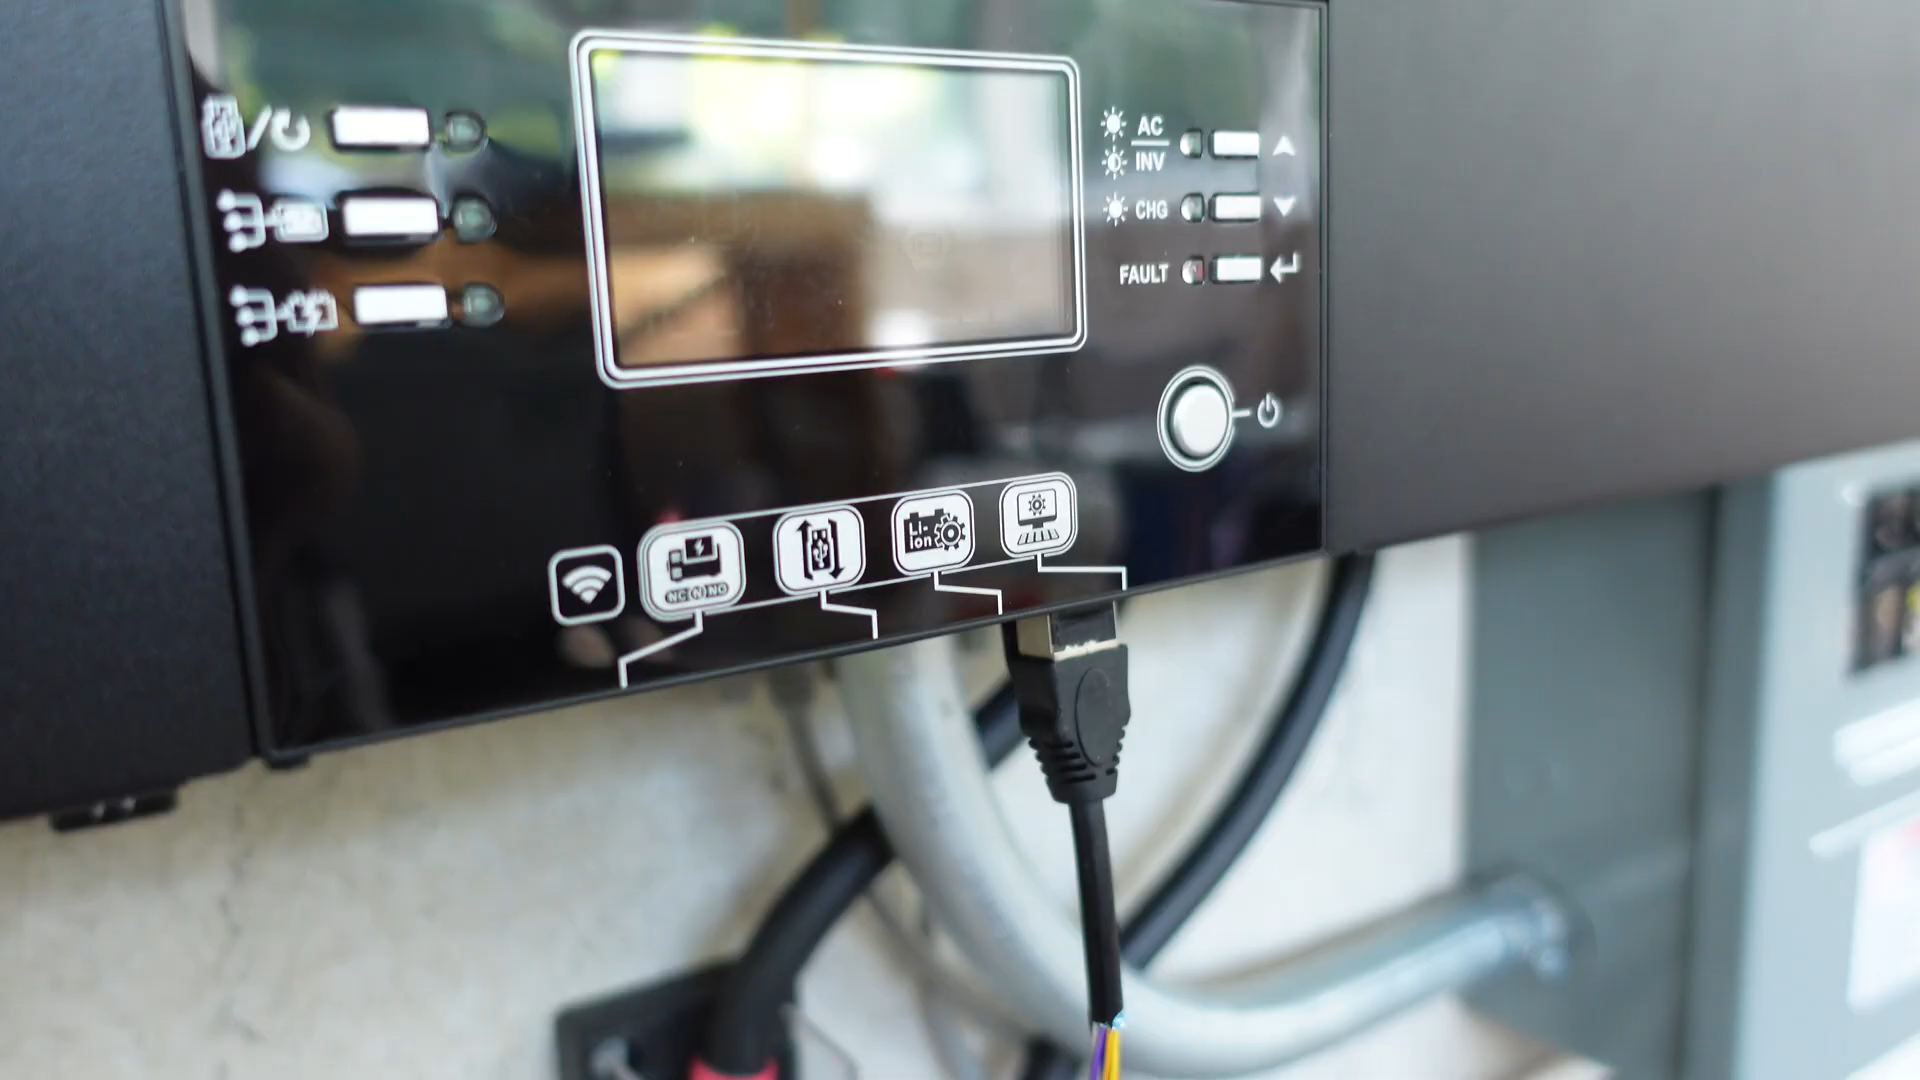 AC
INV
CHG
FAULT
NC N NO
Li-
ion